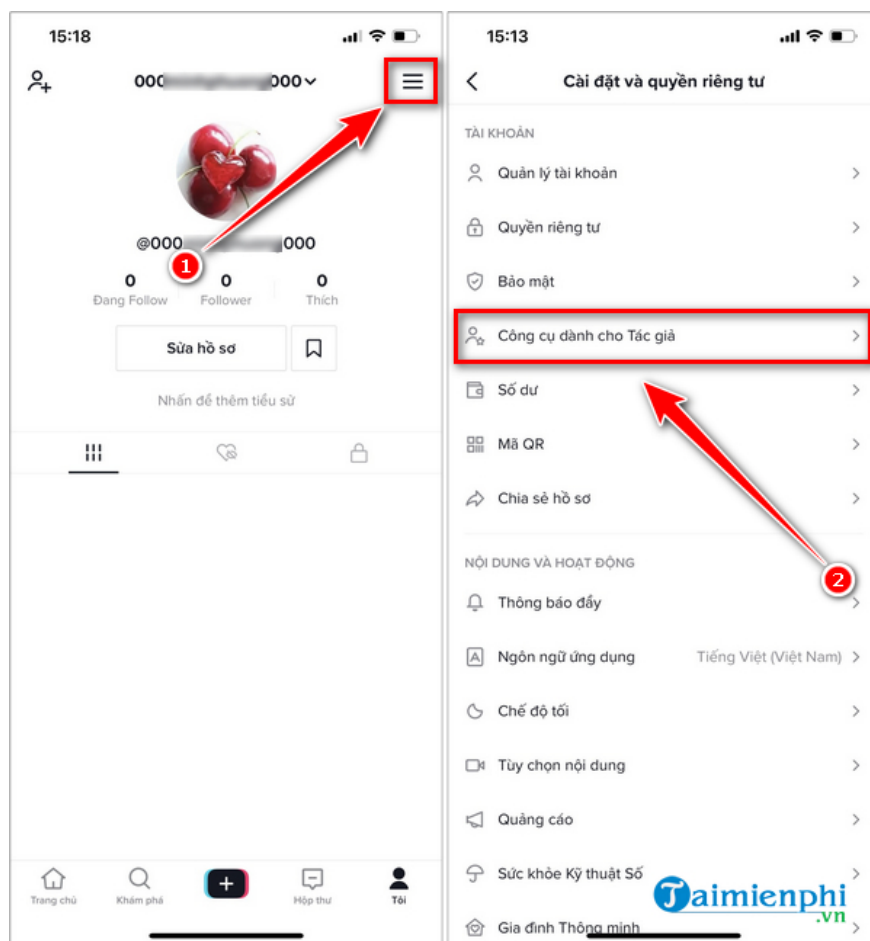 15:18
000 000
@000 000
1
0 0 0
Đang Follow Follower Thích
Sửa hồ sơ
Nhấn để thêm tiểu sử
Trang chủ Khám phá Hộp thư Tôi
15:13
Cài đặt và quyền riêng tư
TÀI KHOẢN
Quản lý tài khoản
Quyền riêng tư
Bảo mật
Công cụ dành cho Tác giả
Số dư
Mã QR
Chia sẻ hồ sơ
NỘI DUNG VÀ HOẠT ĐỘNG
2
Thông báo đẩy
Ngôn ngữ ứng dụng Tiếng Việt (Việt Nam)
Chế độ tối
Tùy chọn nội dung
Quảng cáo
Sức khỏe Kỹ thuật Số
Gia đình Thông minh
Taimienphi
.vn